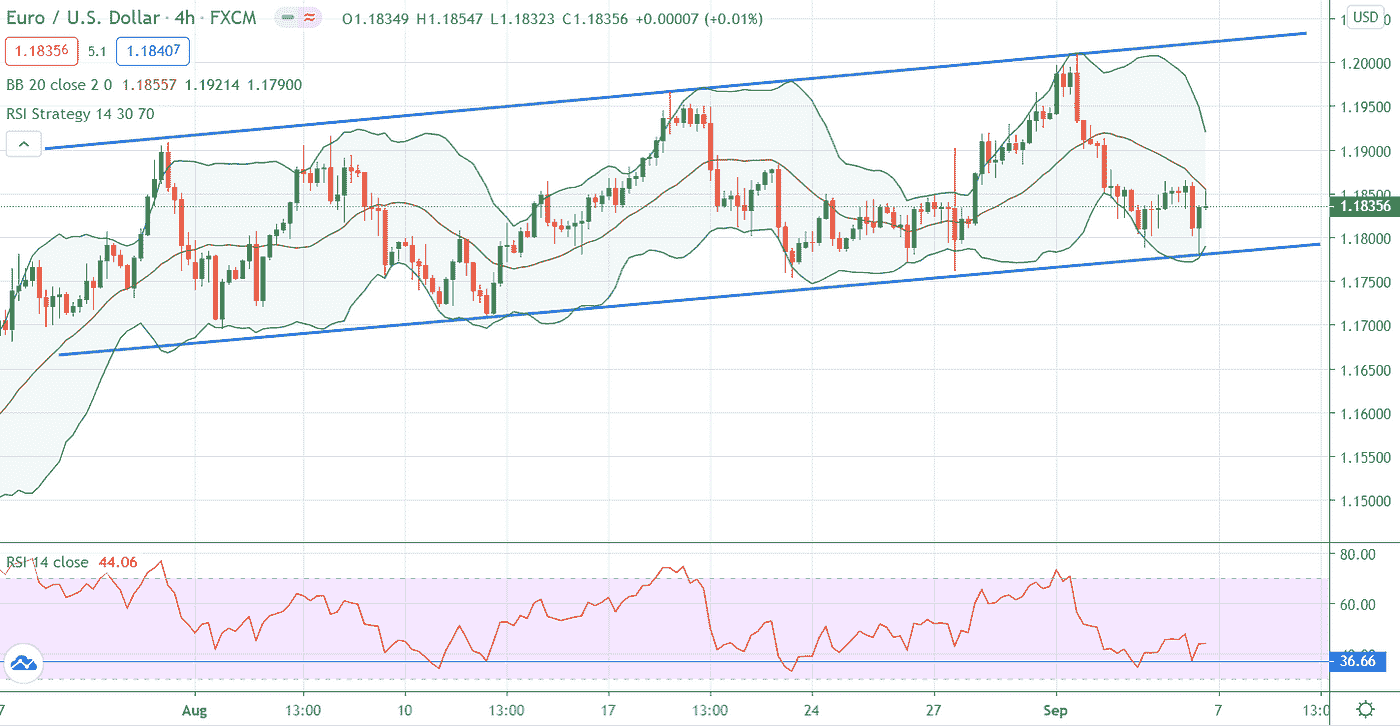 Euro / U.S. Dollar · 4h · FXCM O1.18349 H1.18547 L1.18323 C1.18356 +0.00007 (+0.01%)
USD
1.18356 5.1 1.18407
BB 20 close 2 0 1.18557 1.19214 1.17900
RSI Strategy 14 30 70
1.20000
1.19500
1.19000
1.18500
1.18356
1.18000
1.17500
1.17000
1.16500
1.16000
1.15500
1.15000
RSI 14 close 44.06
80.00
60.00
36.66
7 Aug 13:00 10 13:00 17 13:00 24 27 Sep 7 13:0